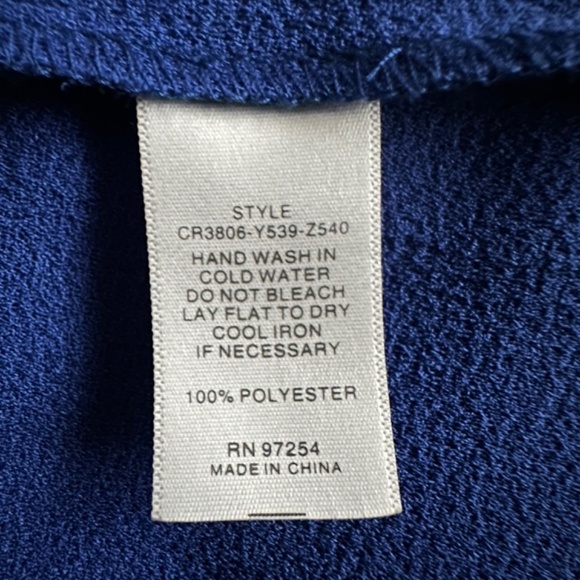 STYLE
CR3806-Y539-Z540
HAND WASH IN
COLD WATER
DO NOT BLEACH
LAY FLAT TO DRY
COOL IRON
IF NECESSARY
100% POLYESTER
RN 97254
MADE IN CHINA